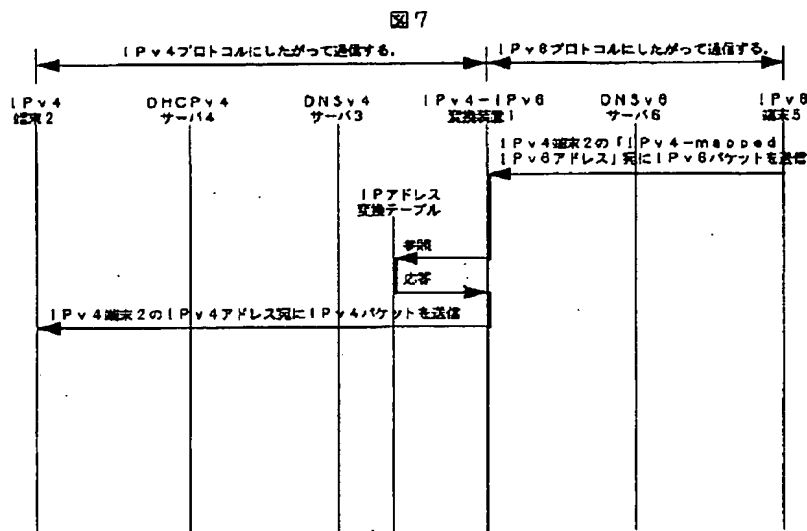 図7
IPv4プロトコルにしたがって通信する。
IPv6プロトコルにしたがって通信する。
IPv4
端末2
DHCPv4
サーバ4
DNSv4
サーバ3
IPv4-IPv6
変換装置1
DNSv6
サーバ6
IPv6
端末5
IPv4端末2の「IPv4-mapped
IPv6アドレス」宛にIPv6パケットを送信
IPアドレス
変換テーブル
参照
応答
IPv4端末2のIPv4アドレス宛にIPv4パケットを送信